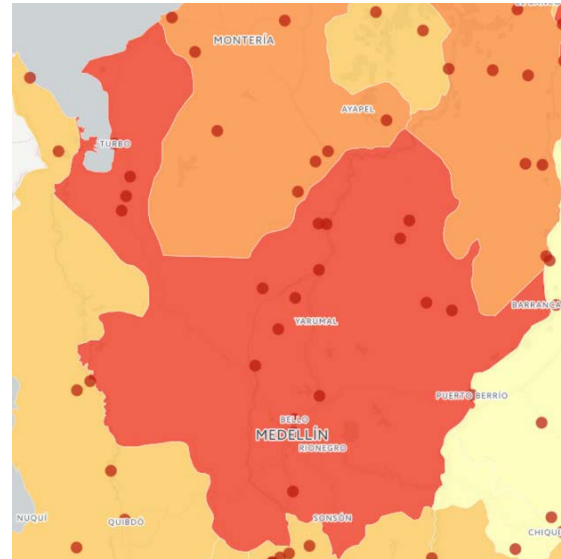 MONTERÍA
AYAPEL
TURBO
BARRANCA
YARUMAL
PUERTO BERRÍO
BELLO
MEDELLÍN
RIONEGRO
NUQUÍ
QUIBDÓ
SONSÓN
CHIQU